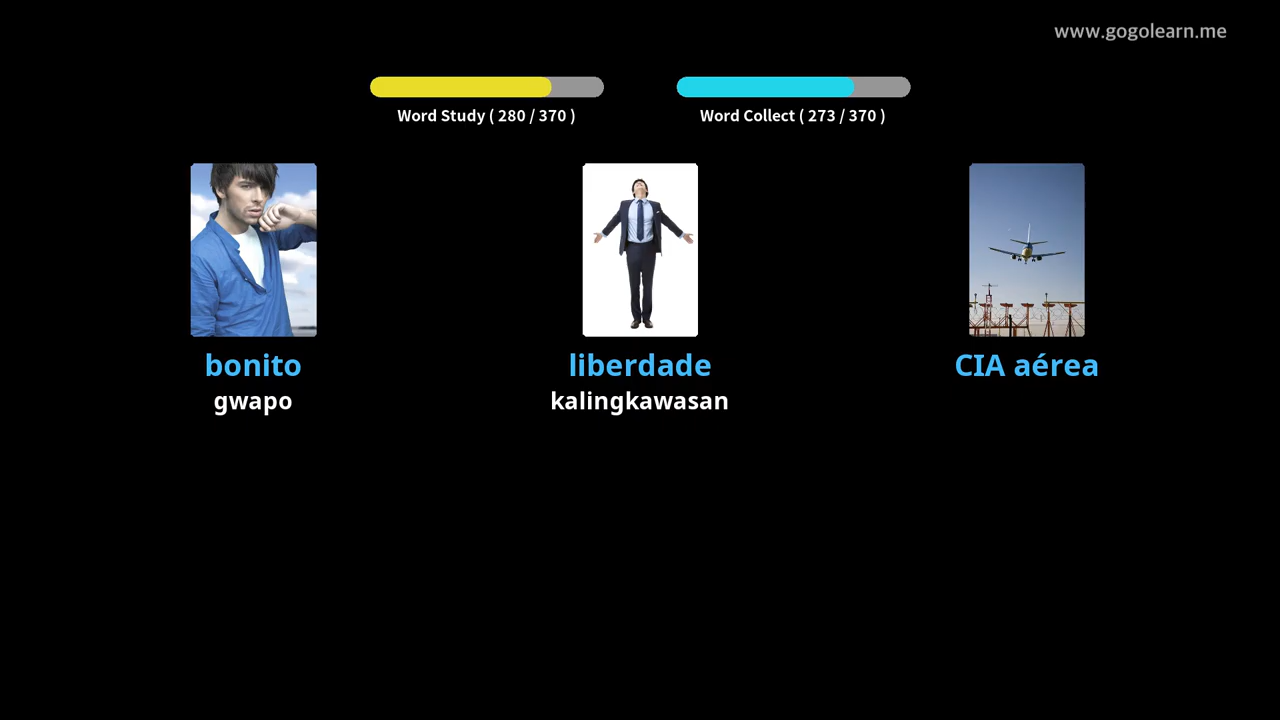 www.gogolearn.me
Word Study ( 280 / 370 )
Word Collect ( 273 / 370 )
bonito
gwapo
liberdade
kalingkawasan
CIA aérea